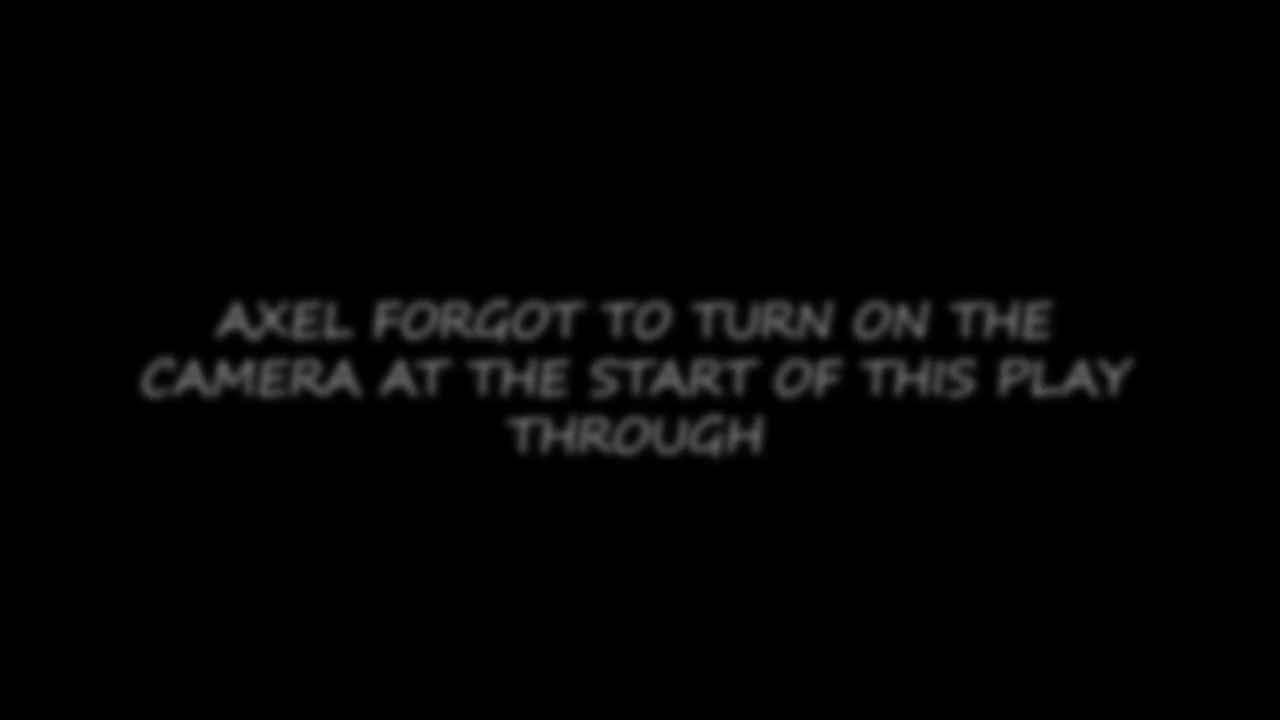 AXEL FORGOT TO TURN ON THE
CAMERA AT THE START OF THIS PLAY
THROUGH